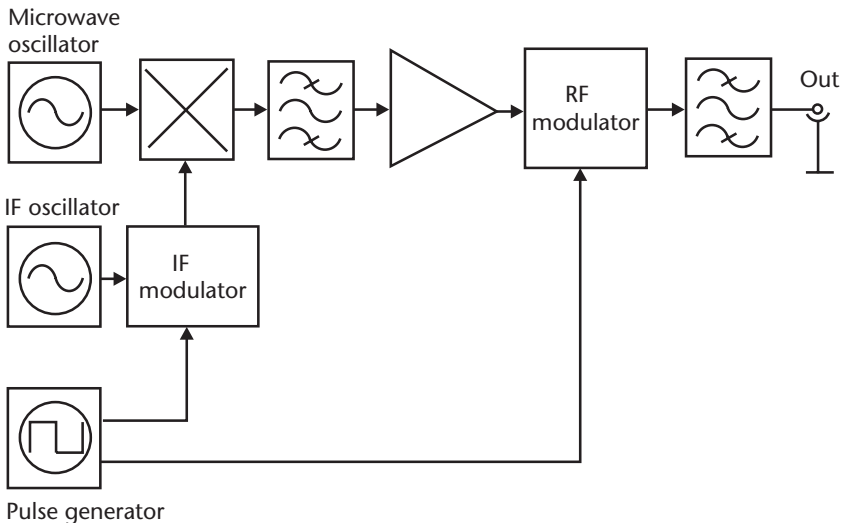 Microwave
oscillator
RF
modulator
Out
IF oscillator
IF
modulator
Pulse generator